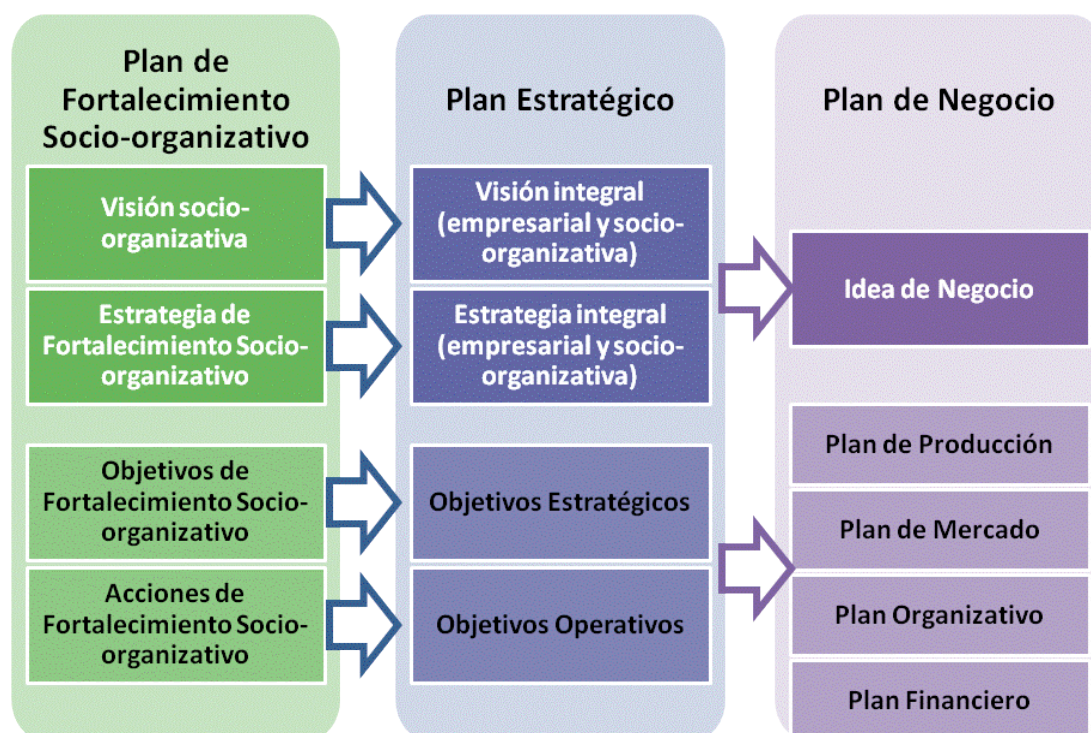 Plan de
Fortalecimiento
Socio-organizativo
Visión socio-
organizativa
Estrategia de
Fortalecimiento Socio-
organizativo
Objetivos de
Fortalecimiento Socio-
organizativo
Acciones de
Fortalecimiento Socio-
organizativo
Plan Estratégico
Visión integral
(empresarial y socio-
organizativa)
Estrategia integral
(empresarial y socio-
organizativa)
Objetivos Estratégicos
Objetivos Operativos
Plan de Negocio
Idea de Negocio
Plan de Producción
Plan de Mercado
Plan Organizativo
Plan Financiero